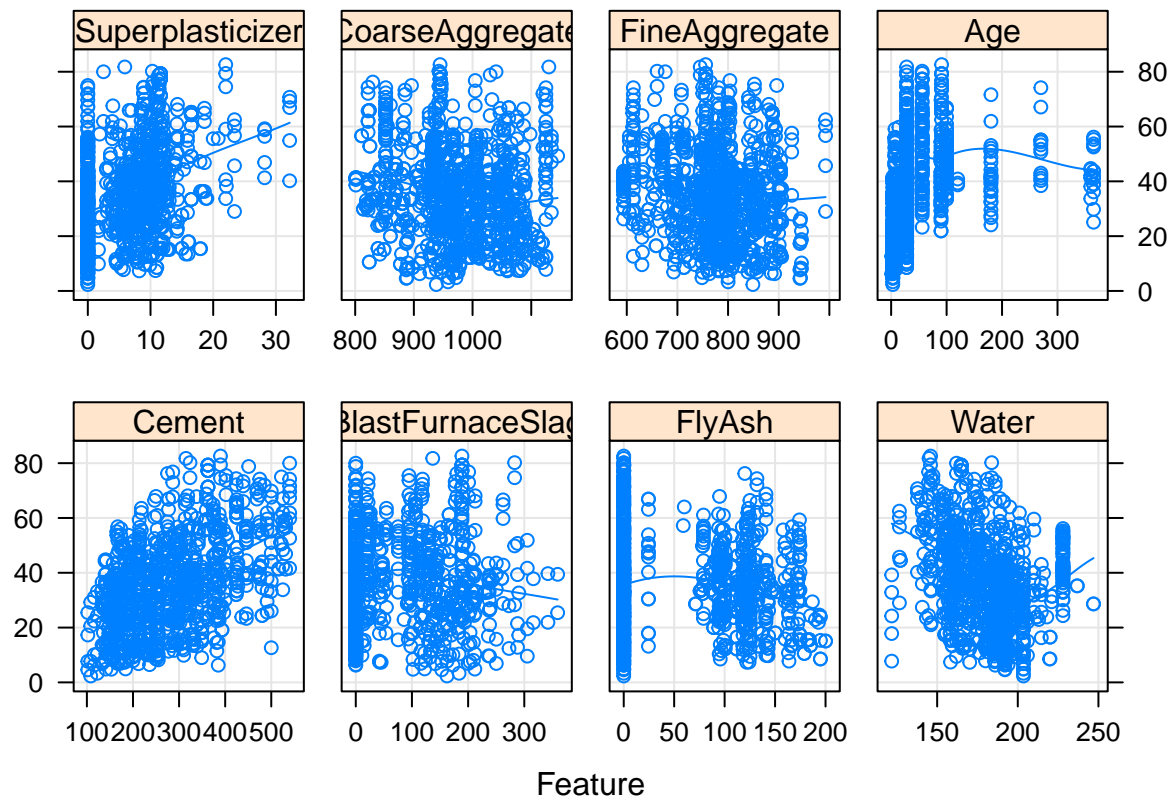 Superplasticizer CoarseAggregate FineAggregate Age
80
60
40
20
0
0 10 20 30 800 900 1000 600 700 800 900 0 100 200 300
Cement BlastFurnaceSlag FlyAsh Water
80
60
40
20
0
100 200 300 400 500 0 100 200 300 0 50 100 150 200 150 200 250
Feature